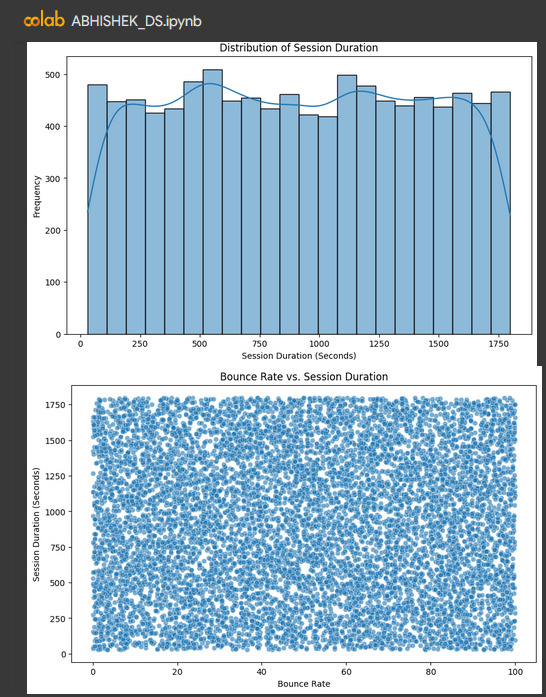 colab ABHISHEK_DS.ipynb
Distribution of Session Duration
500
400
300
200
100
0
Frequency
0 250 500 750 1000 1250 1500 1750
Session Duration (Seconds)
Bounce Rate vs. Session Duration
1750
1500
1250
1000
750
500
250
0
Session Duration (Seconds)
0 20 40 60 80 100
Bounce Rate